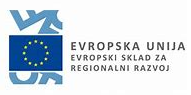 EVROPSKA UNIJA
EVROPSKI SKLAD ZA
REGIONALNI RAZVOJ